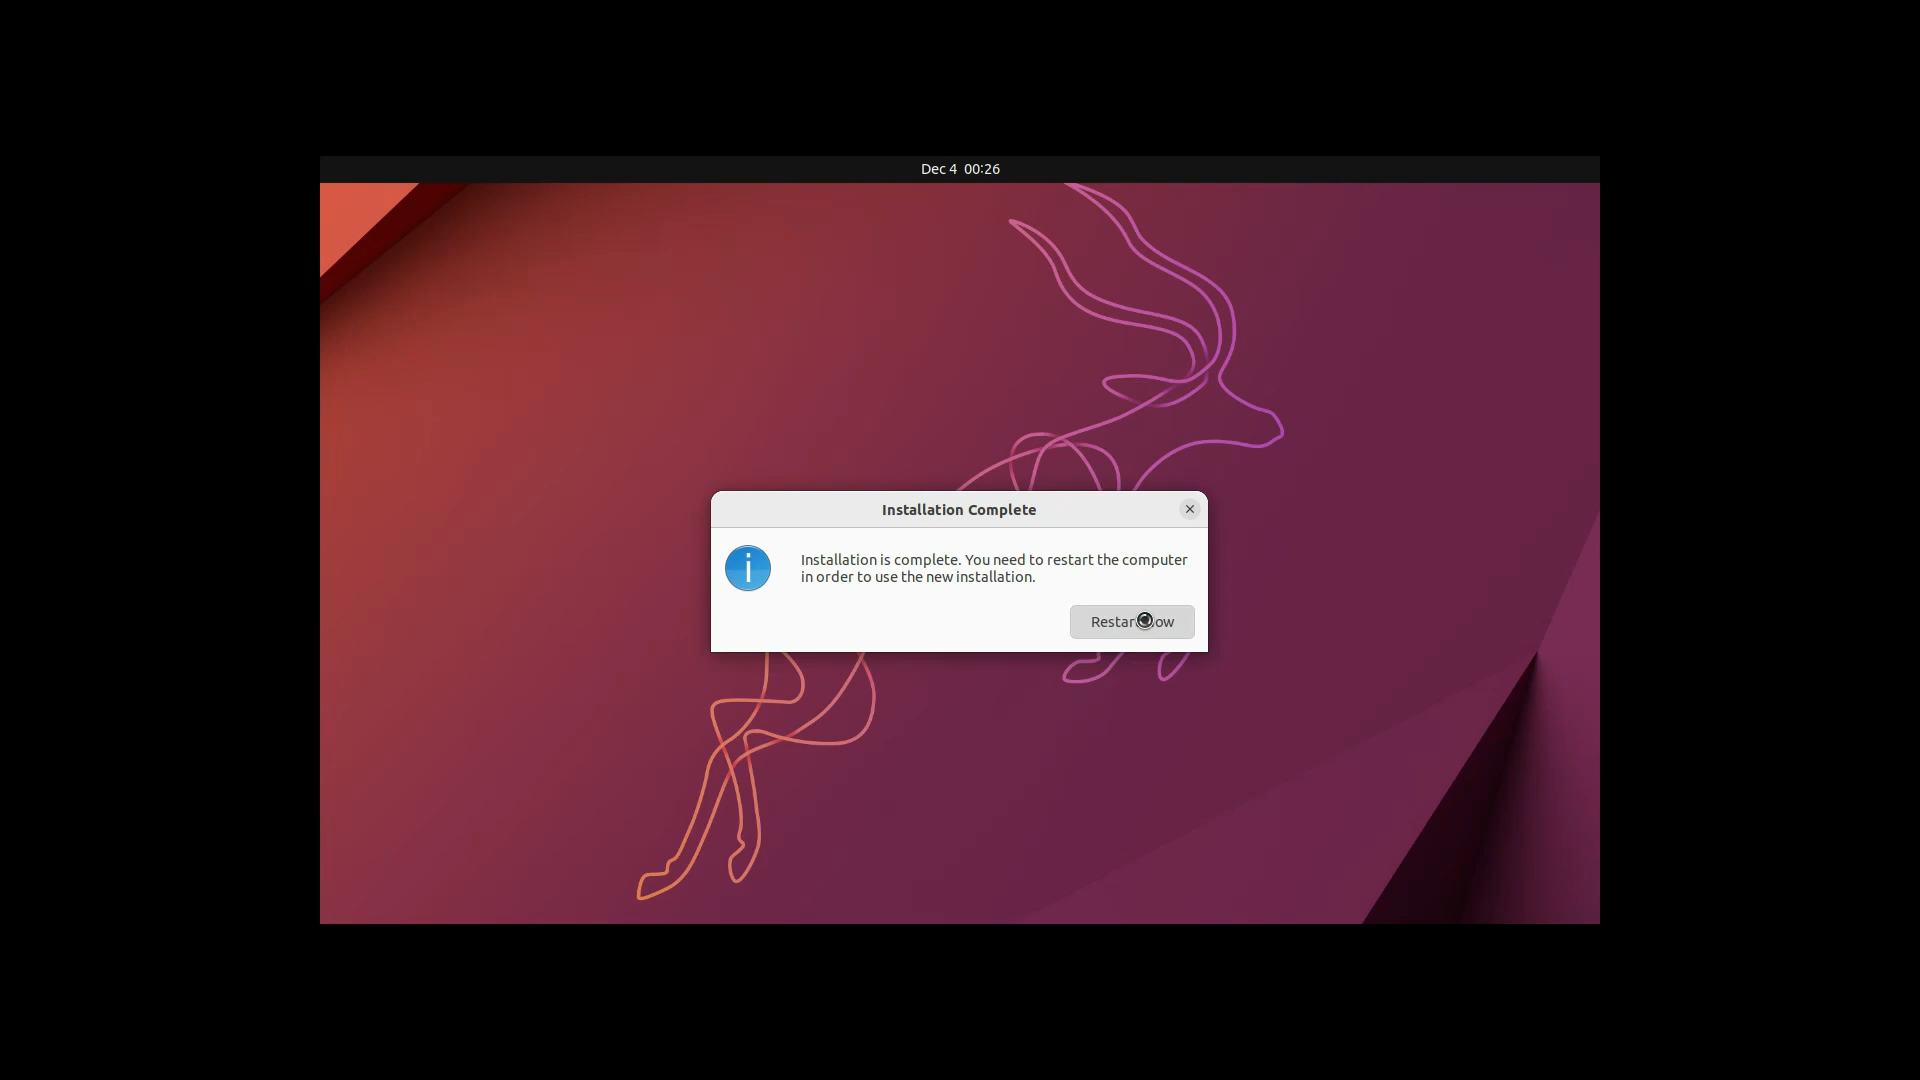 Dec 4 00:26
Installation Complete
Installation is complete. You need to restart the computer
in order to use the new installation.